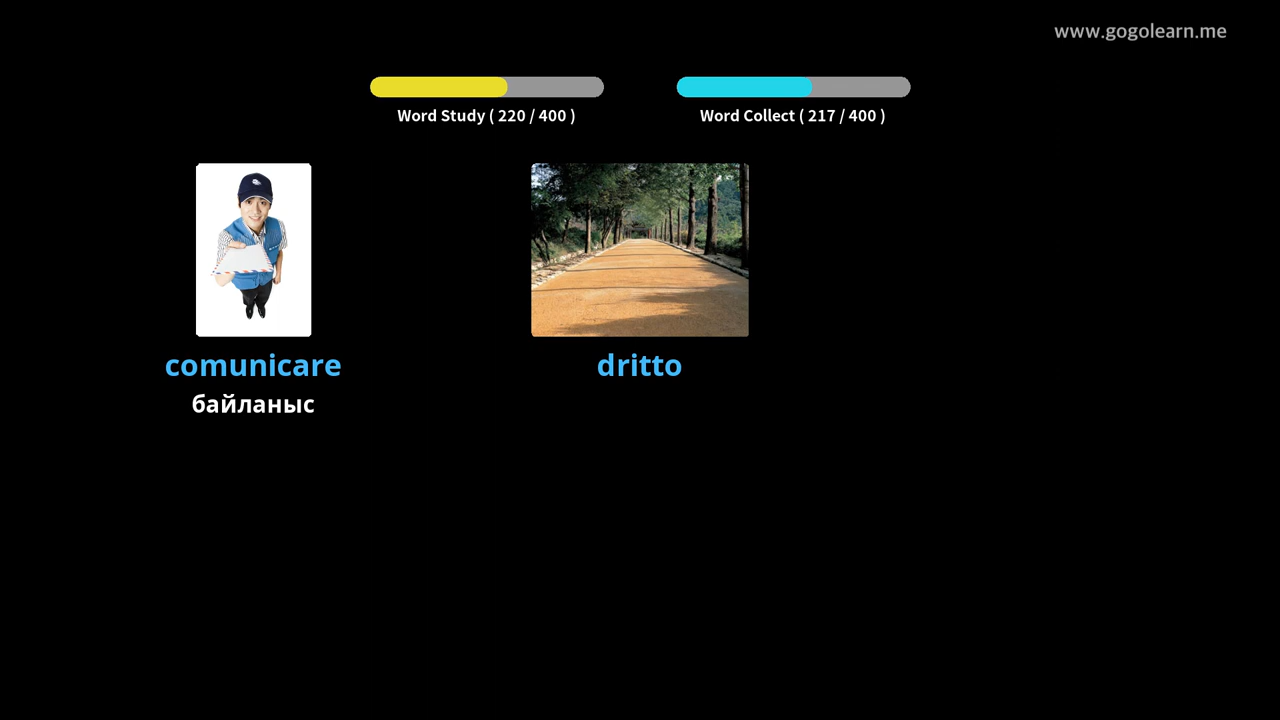 www.gogolearn.me
Word Study ( 220 / 400 )
Word Collect ( 217 / 400 )
comunicare
dritto
байланыс